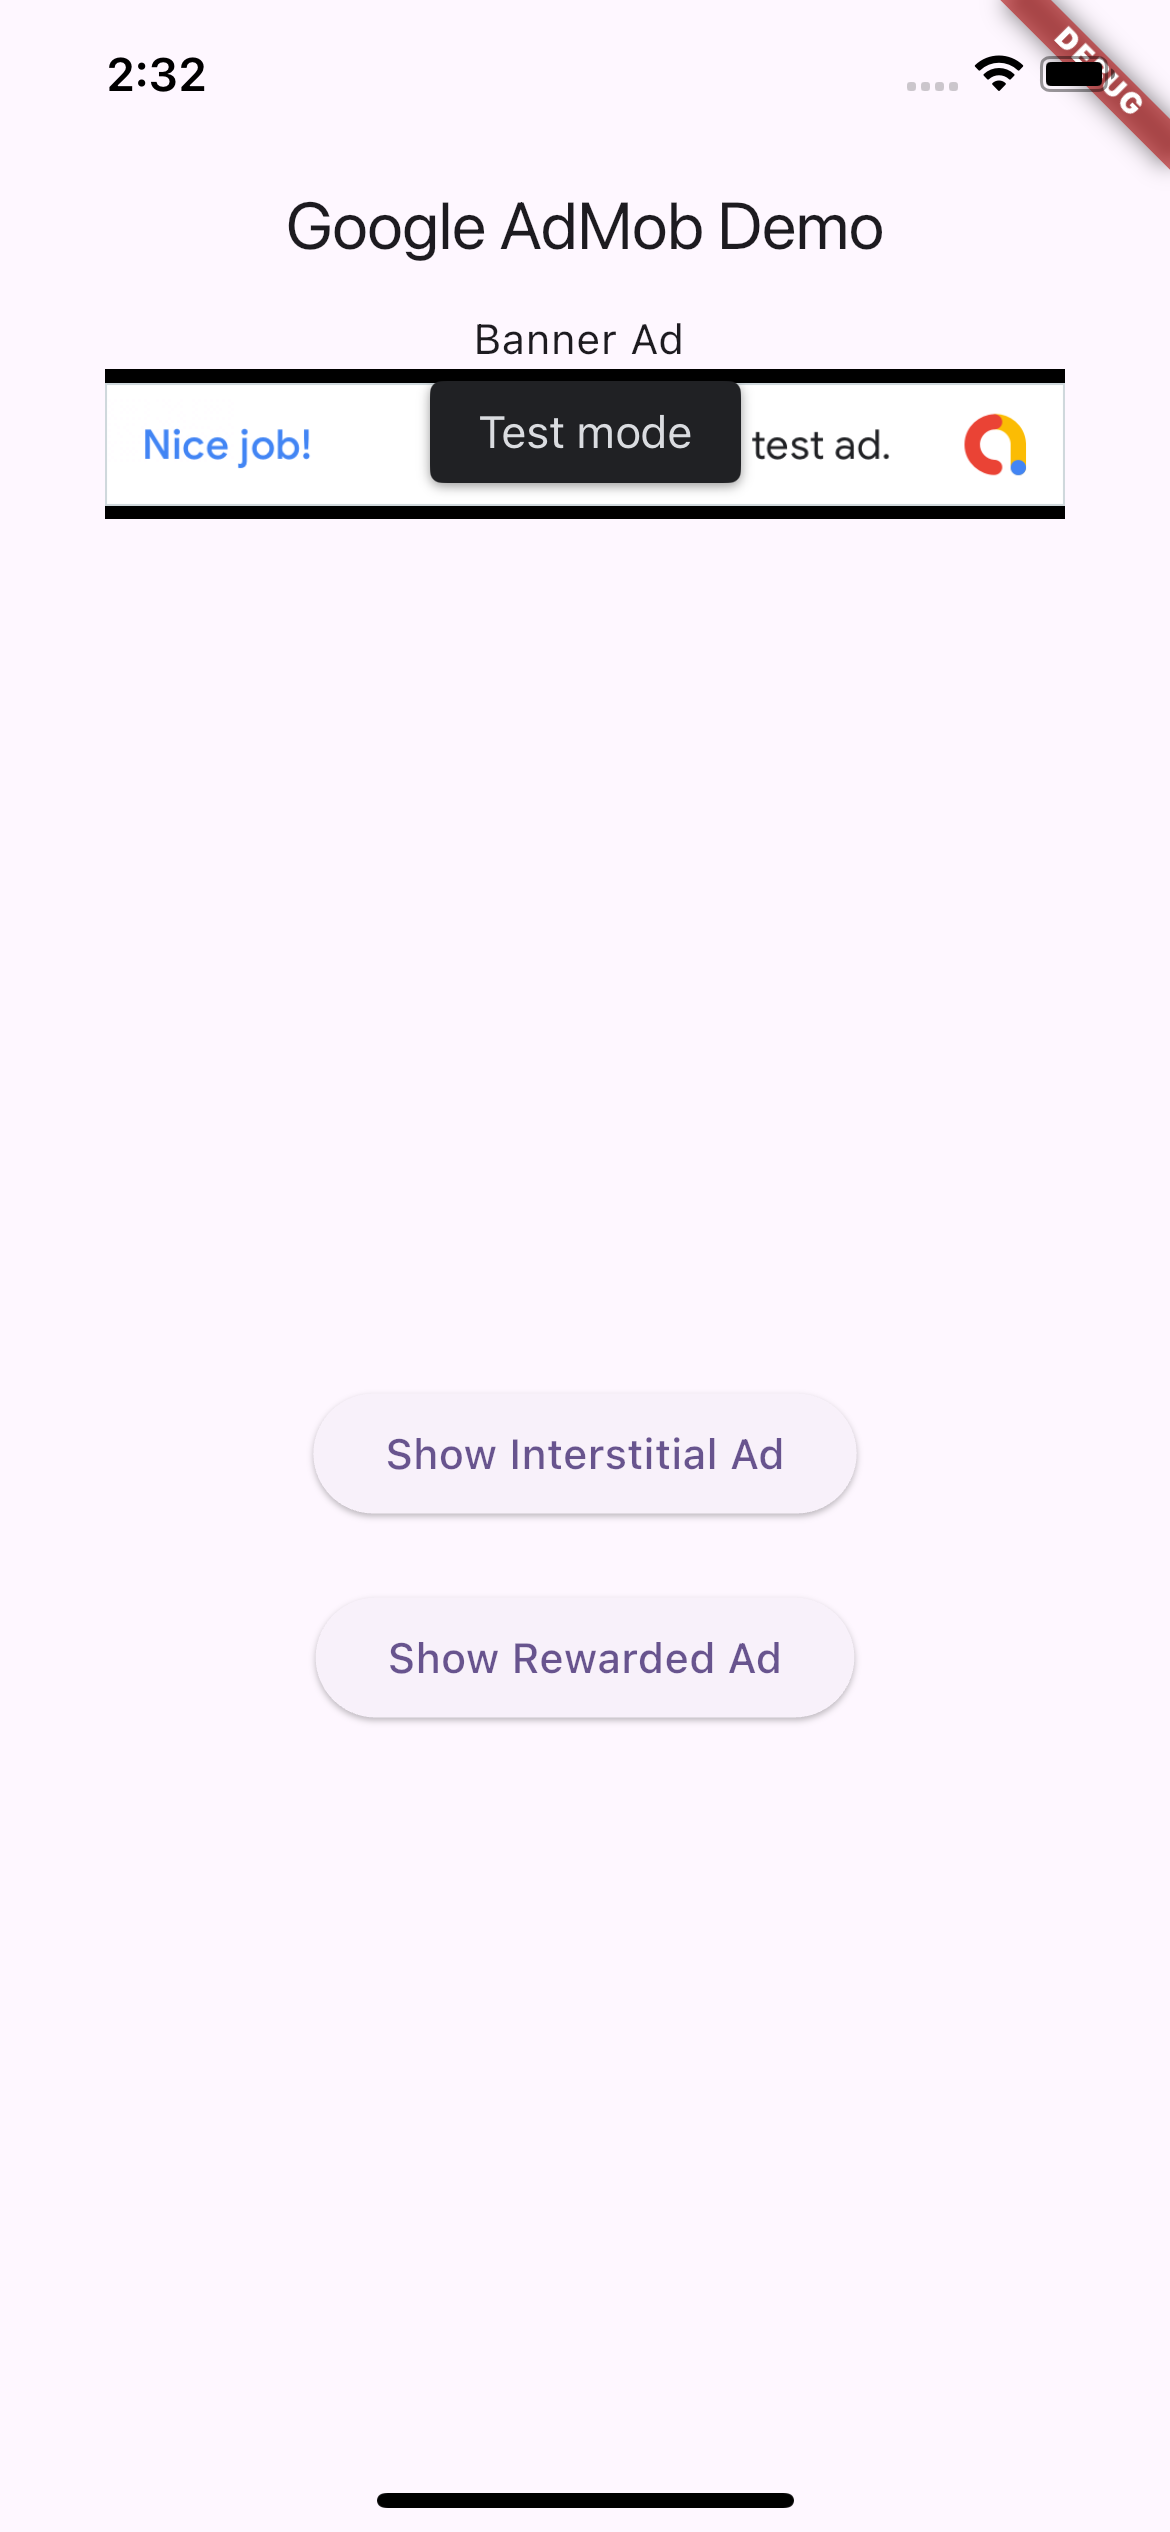 2:32
DEBUG
Google AdMob Demo
Banner Ad
Nice job! Test mode test ad.
Show Interstitial Ad
Show Rewarded Ad